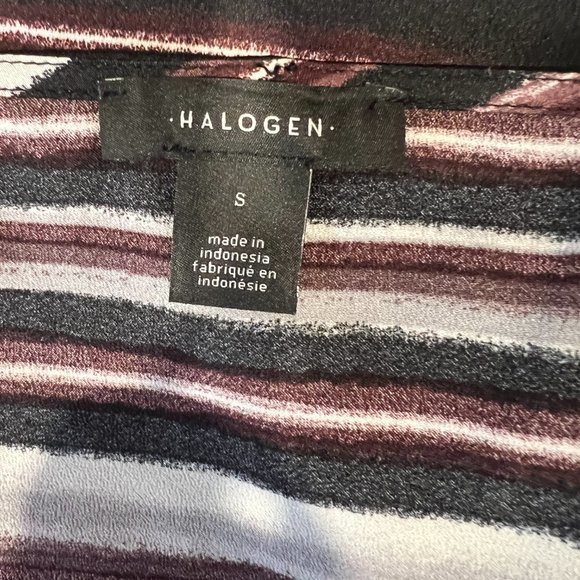 ·HALOGEN·
S
made in
indonesia
fabriqué en
indonésie